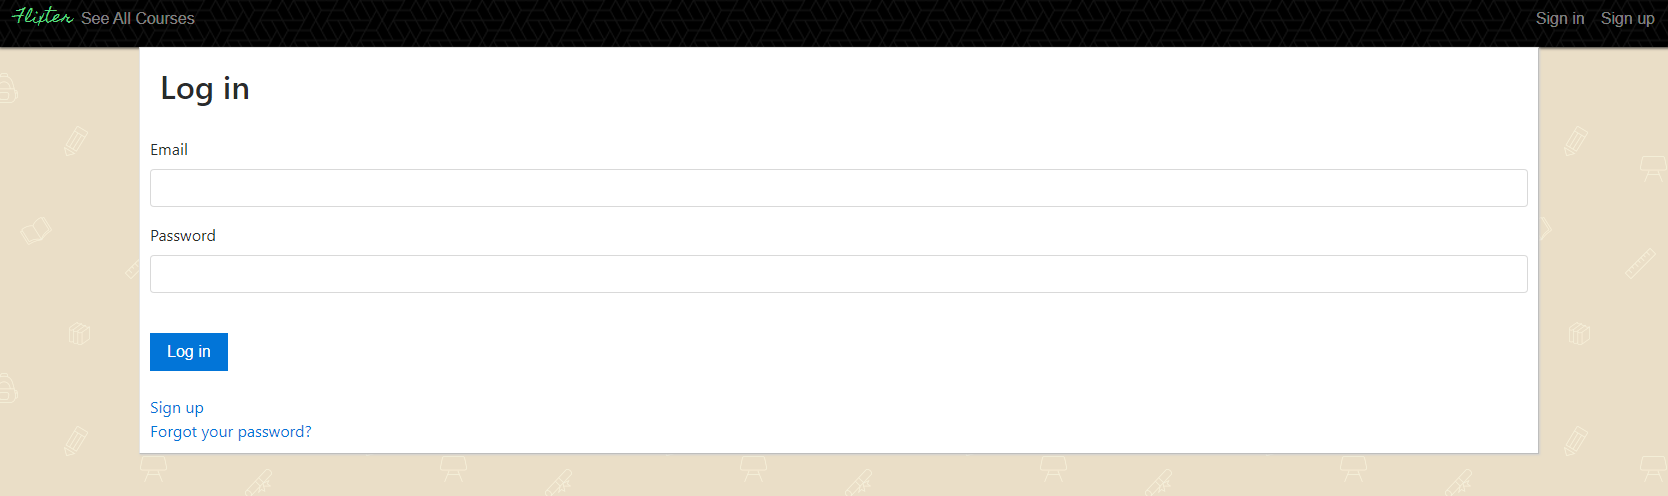 Flixter See All Courses Sign in Sign up
Log in
Email
Password
Log in
Sign up
Forgot your password?